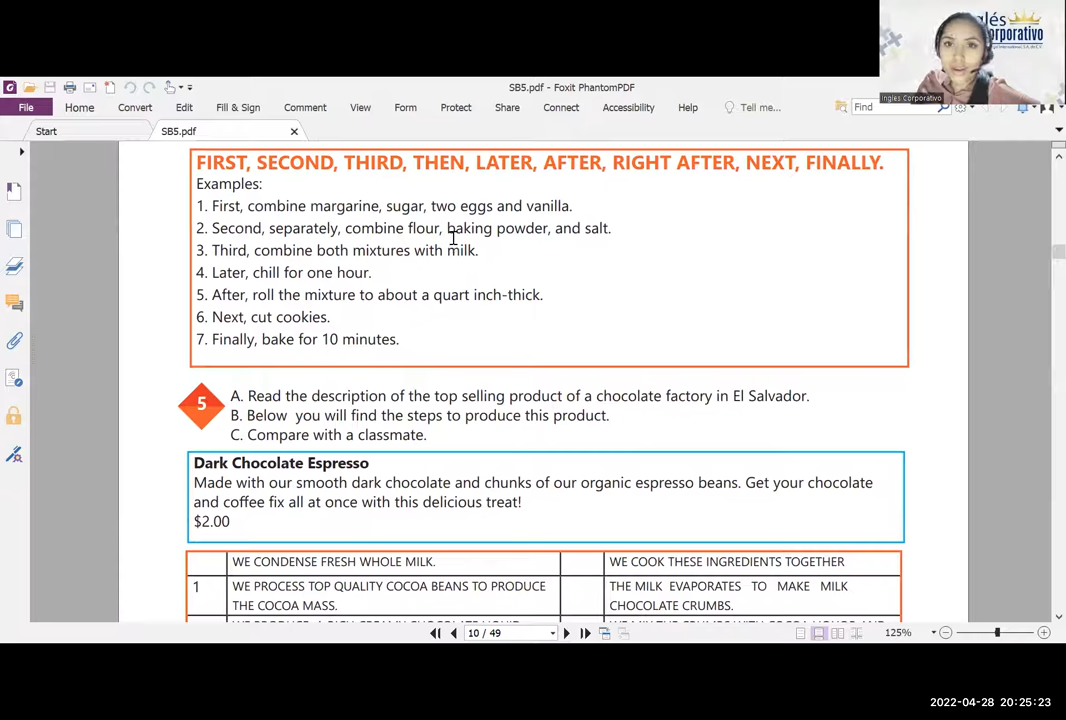 Inglés
Corporativo
Ingles Corporativo
SB5.pdf - Foxit PhantomPDF
File Home Convert Edit Fill & Sign Comment View Form Protect Share Connect Accessibility Help Tell me... Find
Start SB5.pdf
FIRST, SECOND, THIRD, THEN, LATER, AFTER, RIGHT AFTER, NEXT, FINALLY.
Examples:
1. First, combine margarine, sugar, two eggs and vanilla.
2. Second, separately, combine flour, baking powder, and salt.
3. Third, combine both mixtures with milk.
4. Later, chill for one hour.
5. After, roll the mixture to about a quart inch-thick.
6. Next, cut cookies.
7. Finally, bake for 10 minutes.
5
A. Read the description of the top selling product of a chocolate factory in El Salvador.
B. Below you will find the steps to produce this product.
C. Compare with a classmate.
Dark Chocolate Espresso
Made with our smooth dark chocolate and chunks of our organic espresso beans. Get your chocolate
and coffee fix all at once with this delicious treat!
$2.00
WE CONDENSE FRESH WHOLE MILK.
WE COOK THESE INGREDIENTS TOGETHER
1 WE PROCESS TOP QUALITY COCOA BEANS TO PRODUCE
THE COCOA MASS.
THE MILK EVAPORATES TO MAKE MILK
CHOCOLATE CRUMBS.
10 / 49
125%
2022-04-28 20:25:23